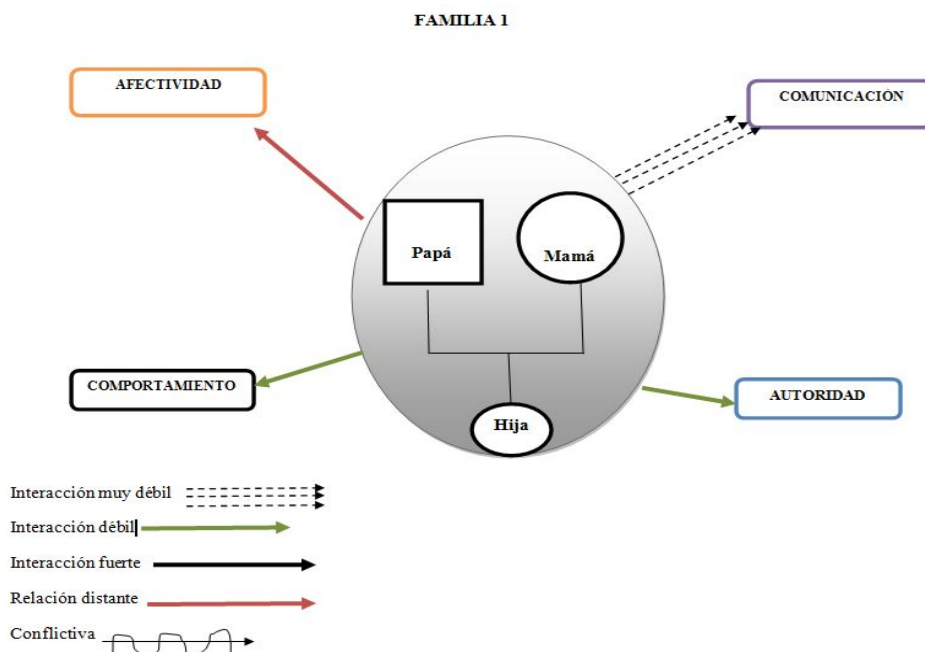 FAMILIA 1
AFECTIVIDAD
COMUNICACIÓN
Papá
Mamá
COMPORTAMIENTO
AUTORIDAD
Hija
Interacción muy débil
Interacción débil
Interacción fuerte
Relación distante
Conflictiva